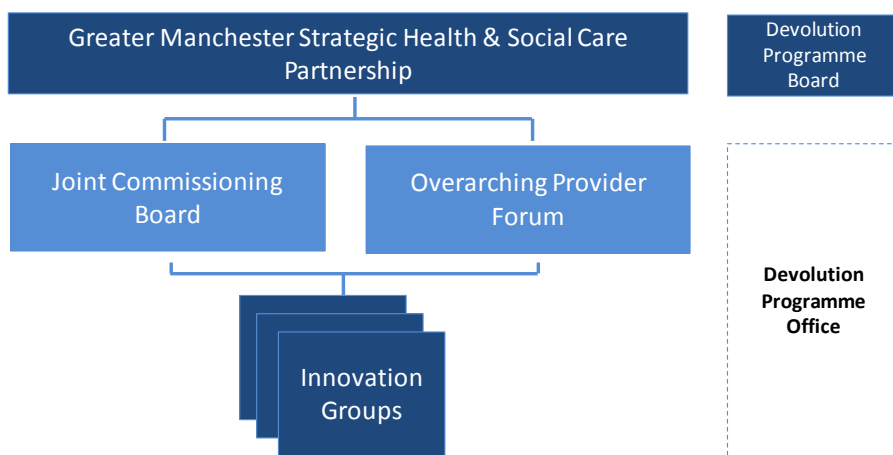 Greater Manchester Strategic Health & Social Care
Partnership
Devolution
Programme
Board
Joint Commissioning
Board
Overarching Provider
Forum
Devolution
Programme
Office
Innovation
Groups